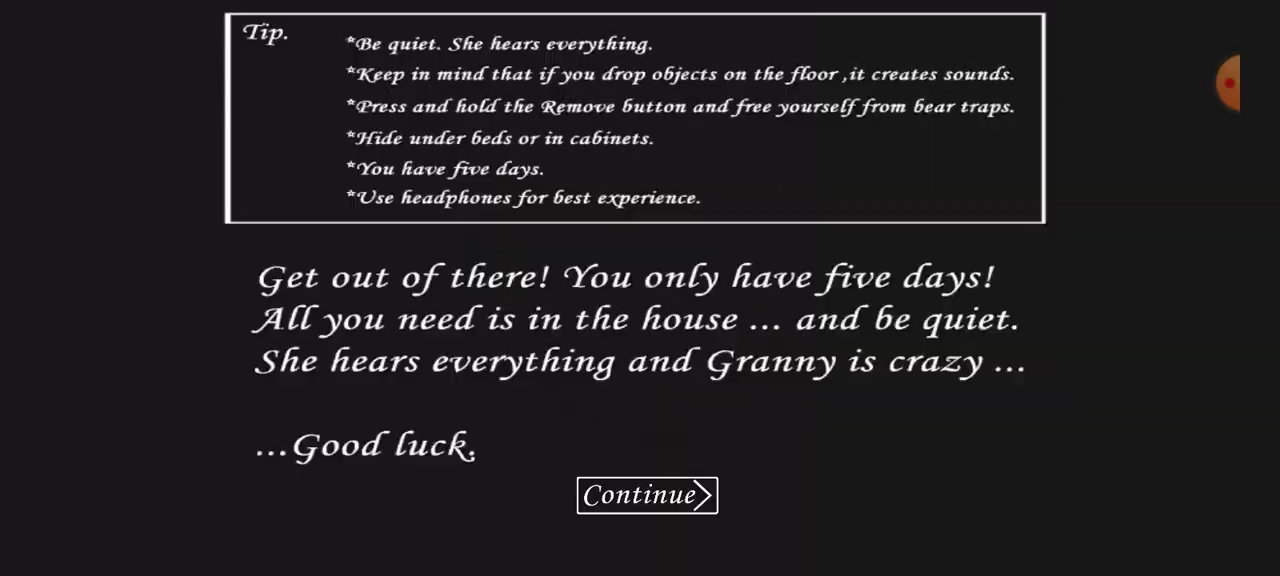 Tip.
*Be quiet. She hears everything.
*Keep in mind that if you drop objects on the floor ,it creates sounds.
*Press and hold the Remove button and free yourself from bear traps.
*Hide under beds or in cabinets.
*You have five days.
*Use headphones for best experience.
Get out of there! You only have five days!
All you need is in the house ... and be quiet.
She hears everything and Granny is crazy ...
...Good luck.
Continue